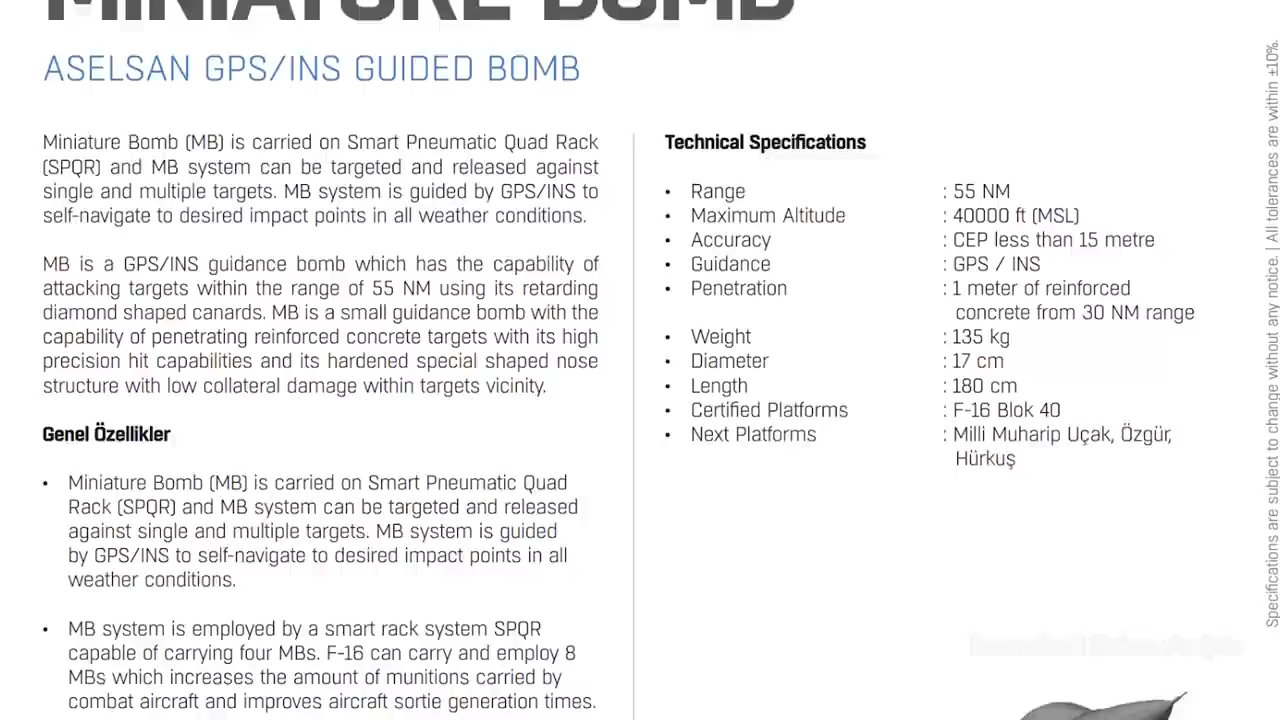 MINIATURE BOMB
ASELSAN GPS/INS GUIDED BOMB
Miniature Bomb (MB) is carried on Smart Pneumatic Quad Rack
(SPQR) and MB system can be targeted and released against
single and multiple targets. MB system is guided by GPS/INS to
self-navigate to desired impact points in all weather conditions.
MB is a GPS/INS guidance bomb which has the capability of
attacking targets within the range of 55 NM using its retarding
diamond shaped canards. MB is a small guidance bomb with the
capability of penetrating reinforced concrete targets with its high
precision hit capabilities and its hardened special shaped nose
structure with low collateral damage within targets vicinity.
Genel Özellikler
• Miniature Bomb (MB) is carried on Smart Pneumatic Quad
Rack (SPQR) and MB system can be targeted and released
against single and multiple targets. MB system is guided
by GPS/INS to self-navigate to desired impact points in all
weather conditions.
• MB system is employed by a smart rack system SPQR
capable of carrying four MBs. F-16 can carry and employ 8
MBs which increases the amount of munitions carried by
combat aircraft and improves aircraft sortie generation times.
Technical Specifications
• Range : 55 NM
• Maximum Altitude : 40000 ft (MSL)
• Accuracy : CEP less than 15 metre
• Guidance : GPS / INS
• Penetration : 1 meter of reinforced
concrete from 30 NM range
• Weight : 135 kg
• Diameter : 17 cm
• Length : 180 cm
• Certified Platforms : F-16 Blok 40
• Next Platforms : Milli Muharip Uçak, Özgür,
Hürkuş
Specifications are subject to change without any notice. | All tolerances are within ±10%.